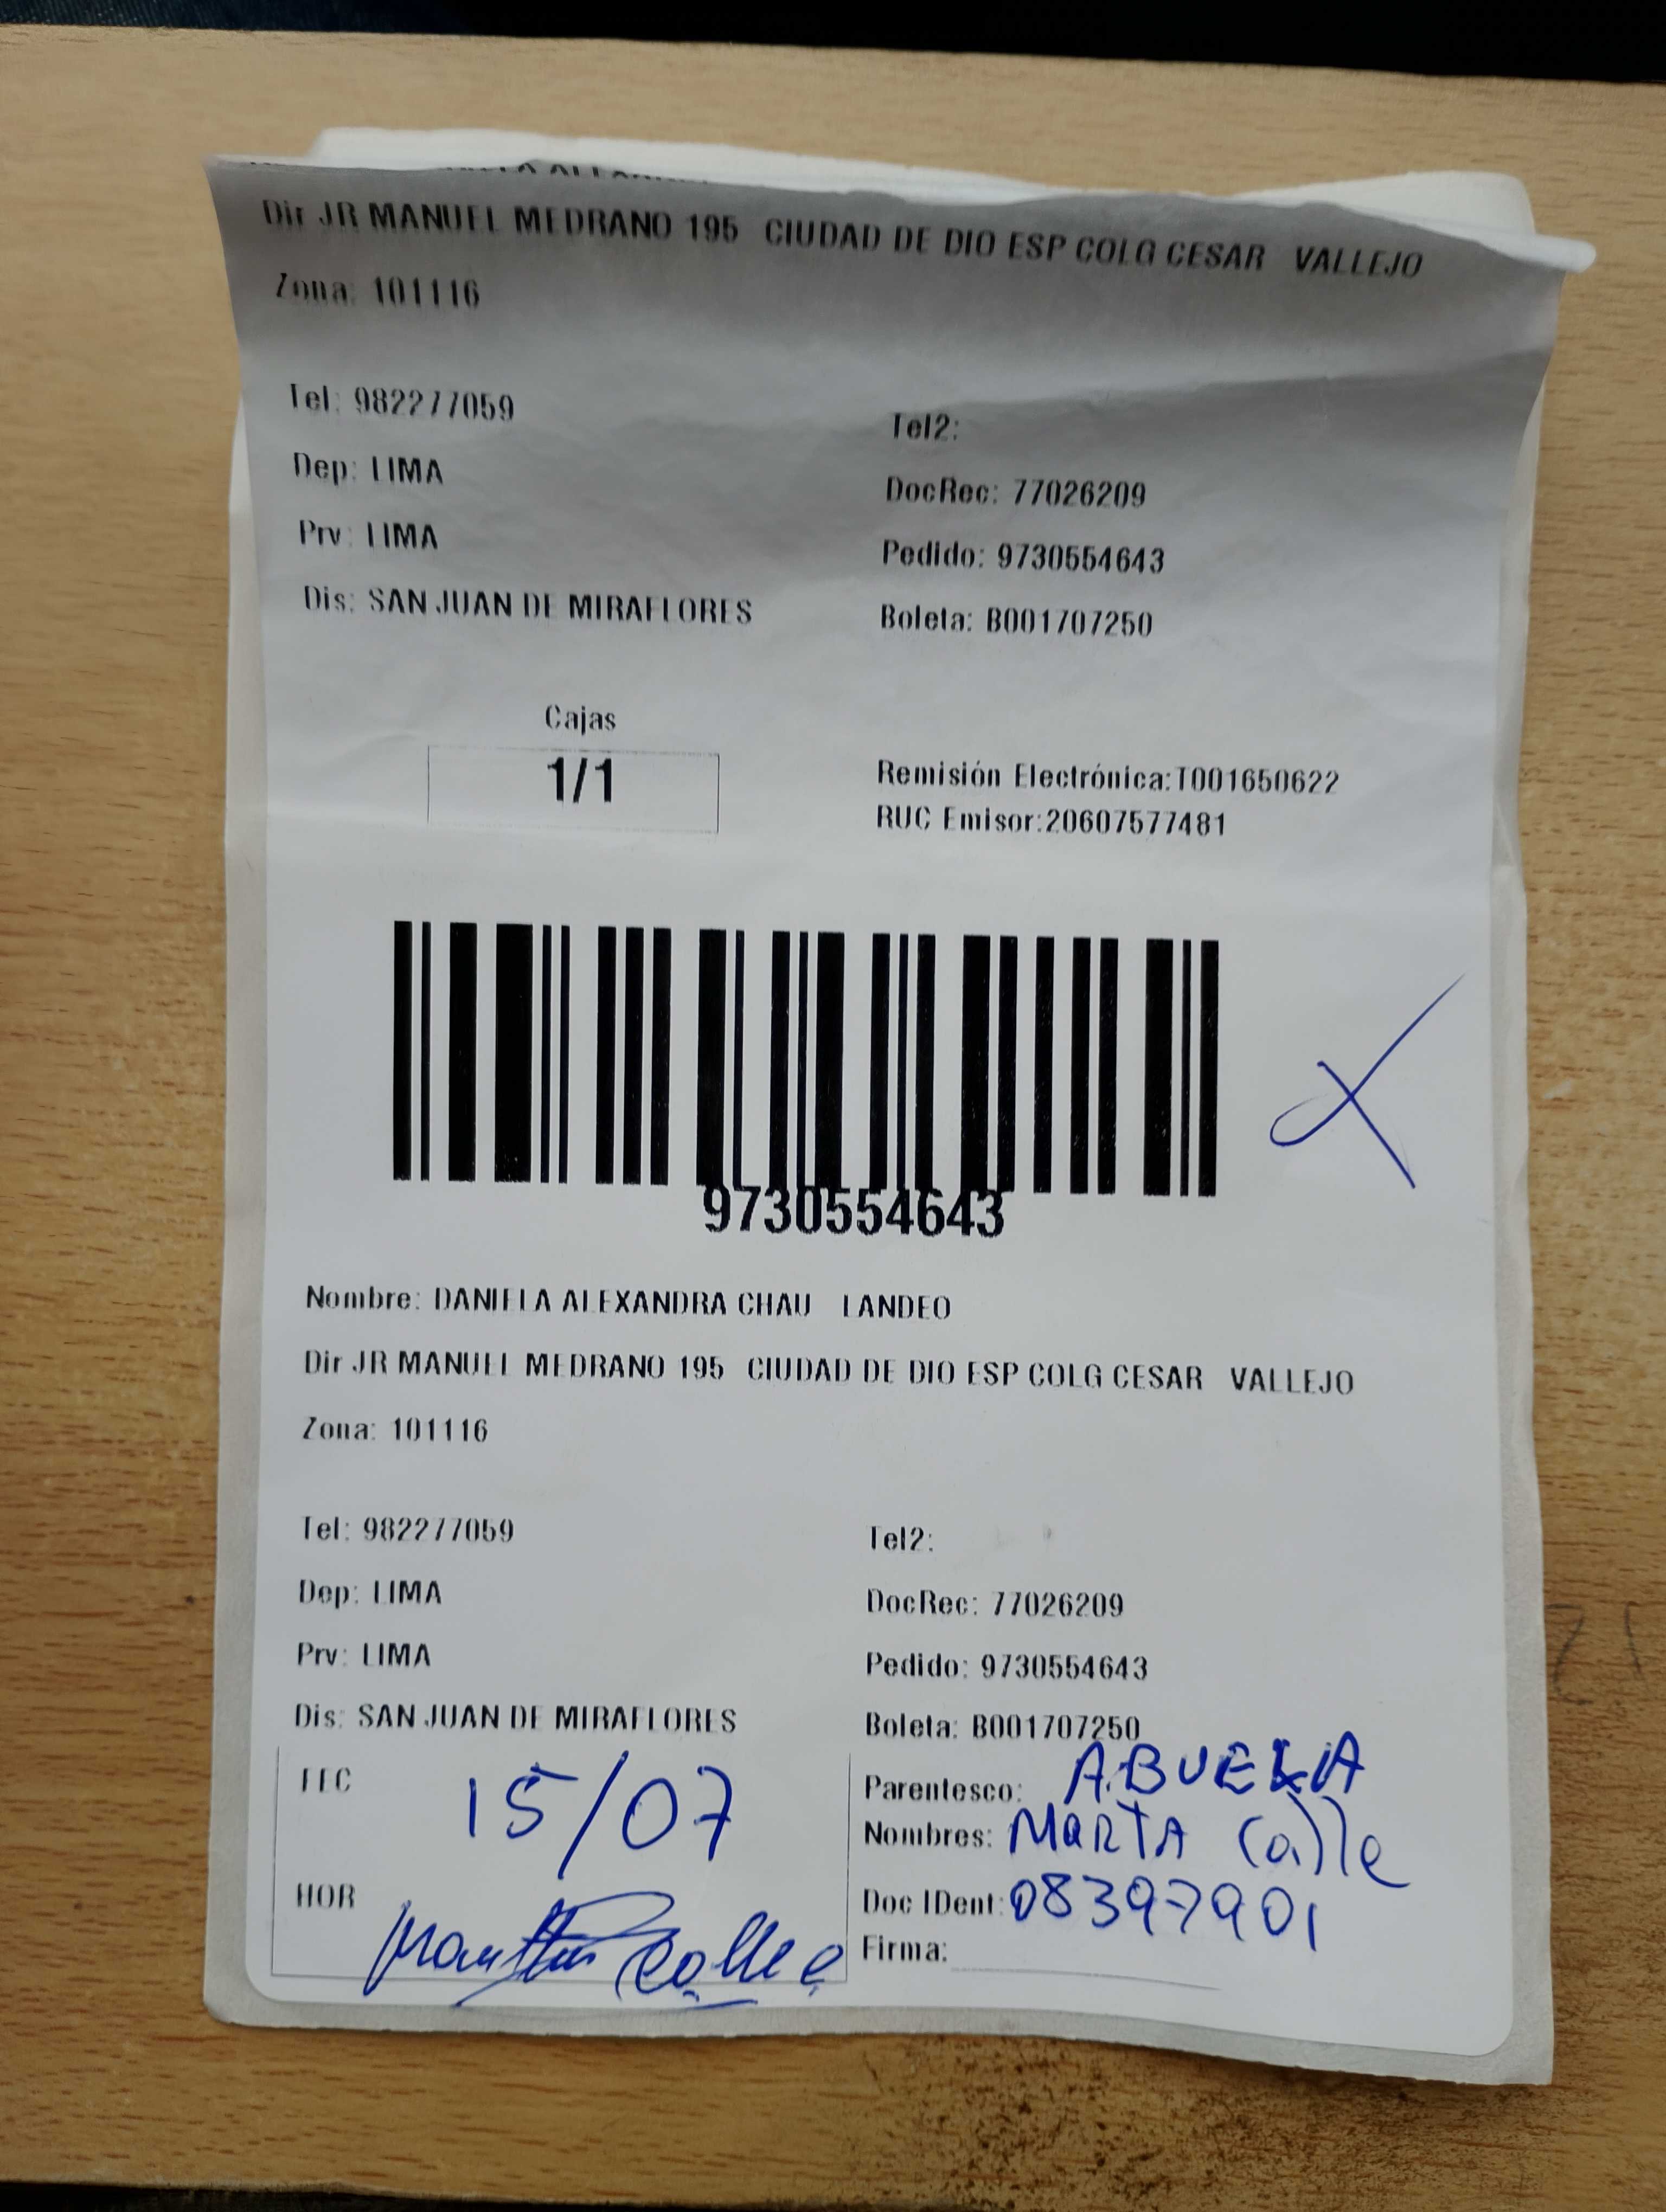 Dir JR MANUEL MEDRANO 195 CIUDAD DE DIO ESP COLG CESAR VALLEJO
Zona: 101116
Tel: 982277059
Tel2:
Dep: LIMA
DocRec: 77026209
Prv: LIMA
Pedido: 9730554643
Dis: SAN JUAN DE MIRAFLORES
Boleta: B001707250
Cajas
1/1
Remisión Electrónica:T001650622
RUC Emisor:20607577481
9730554643
Nombre: DANIELA ALEXANDRA CHAU LANDEO
Dir JR MANUEL MEDRANO 195 CIUDAD DE DIO ESP COLG CESAR VALLEJO
Zona: 101116
Tel: 982277059
Tel2:
Dep: LIMA
DocRec: 77026209
Prv: LIMA
Pedido: 9730554643
Dis: SAN JUAN DE MIRAFLORES
Boleta: B001707250
FEC 15/07
Parentesco: ABUELA
Nombres: MARTA Calle
HOR
Doc IDent: 08397901
Firma:
Calle